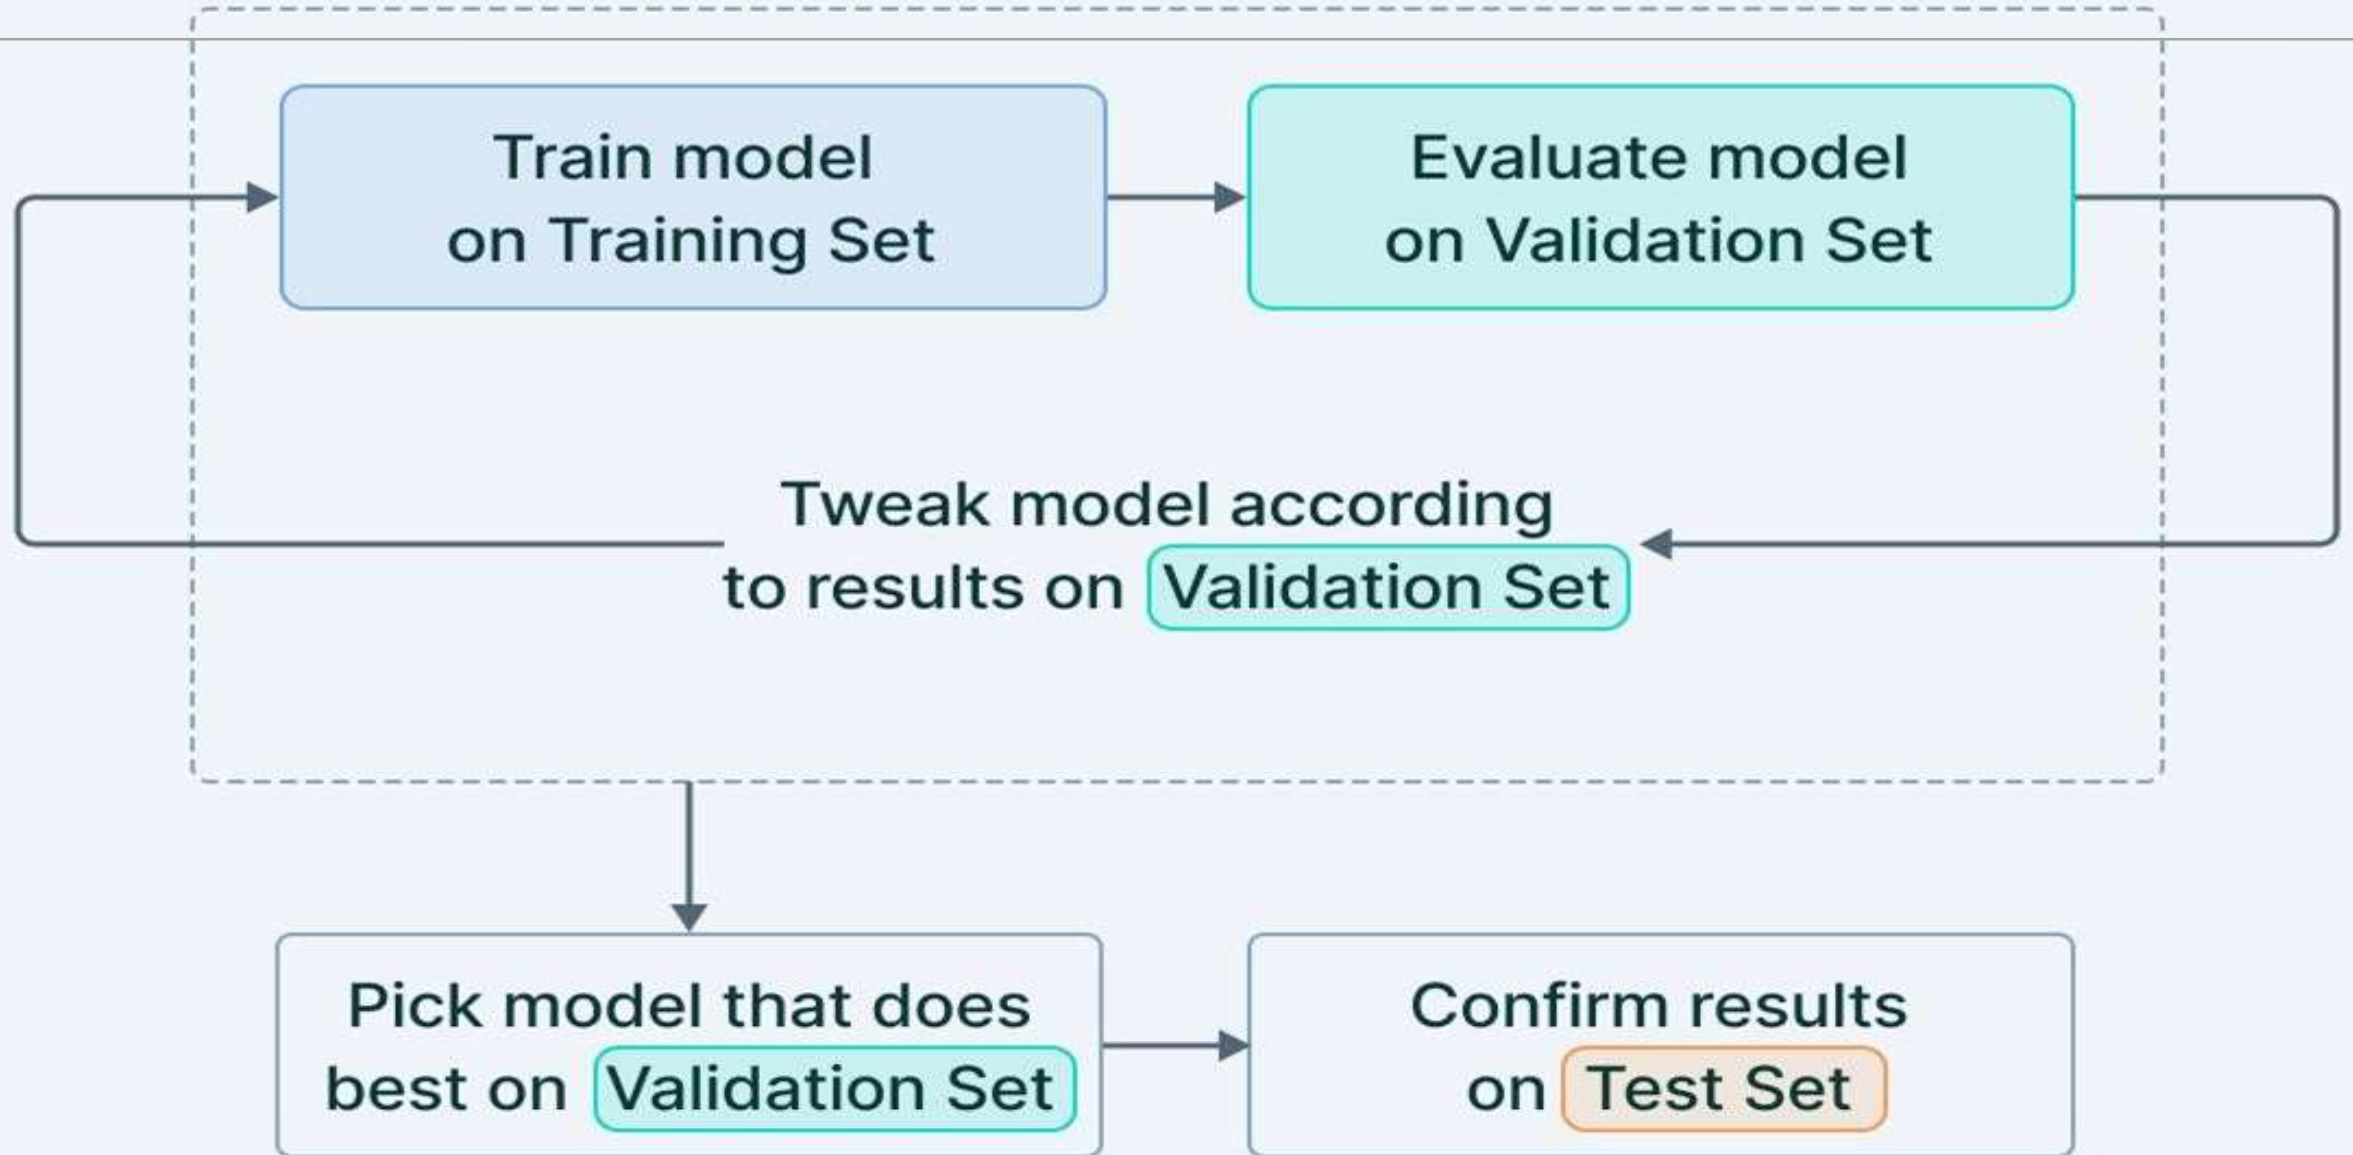 Train model
on Training Set
Evaluate model
on Validation Set
Tweak model according
to results on Validation Set
Pick model that does
best on Validation Set
Confirm results
on Test Set